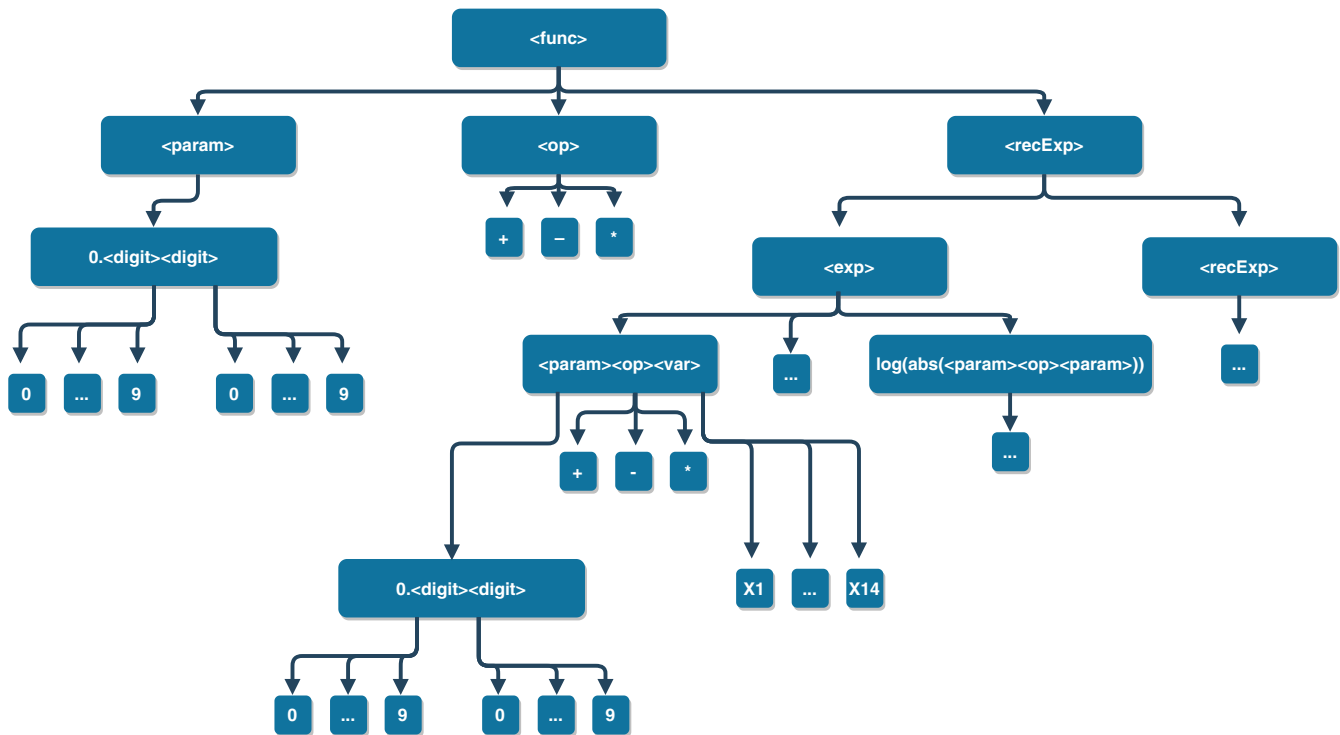 <func>
<param>
<op>
<recExp>
0.<digit><digit>
+
–
*
<exp>
<recExp>
<param><op><var>
...
log(abs(<param><op><param>))
...
0
...
9
0
...
9
+
-
*
...
0.<digit><digit>
X1
...
X14
0
...
9
0
...
9